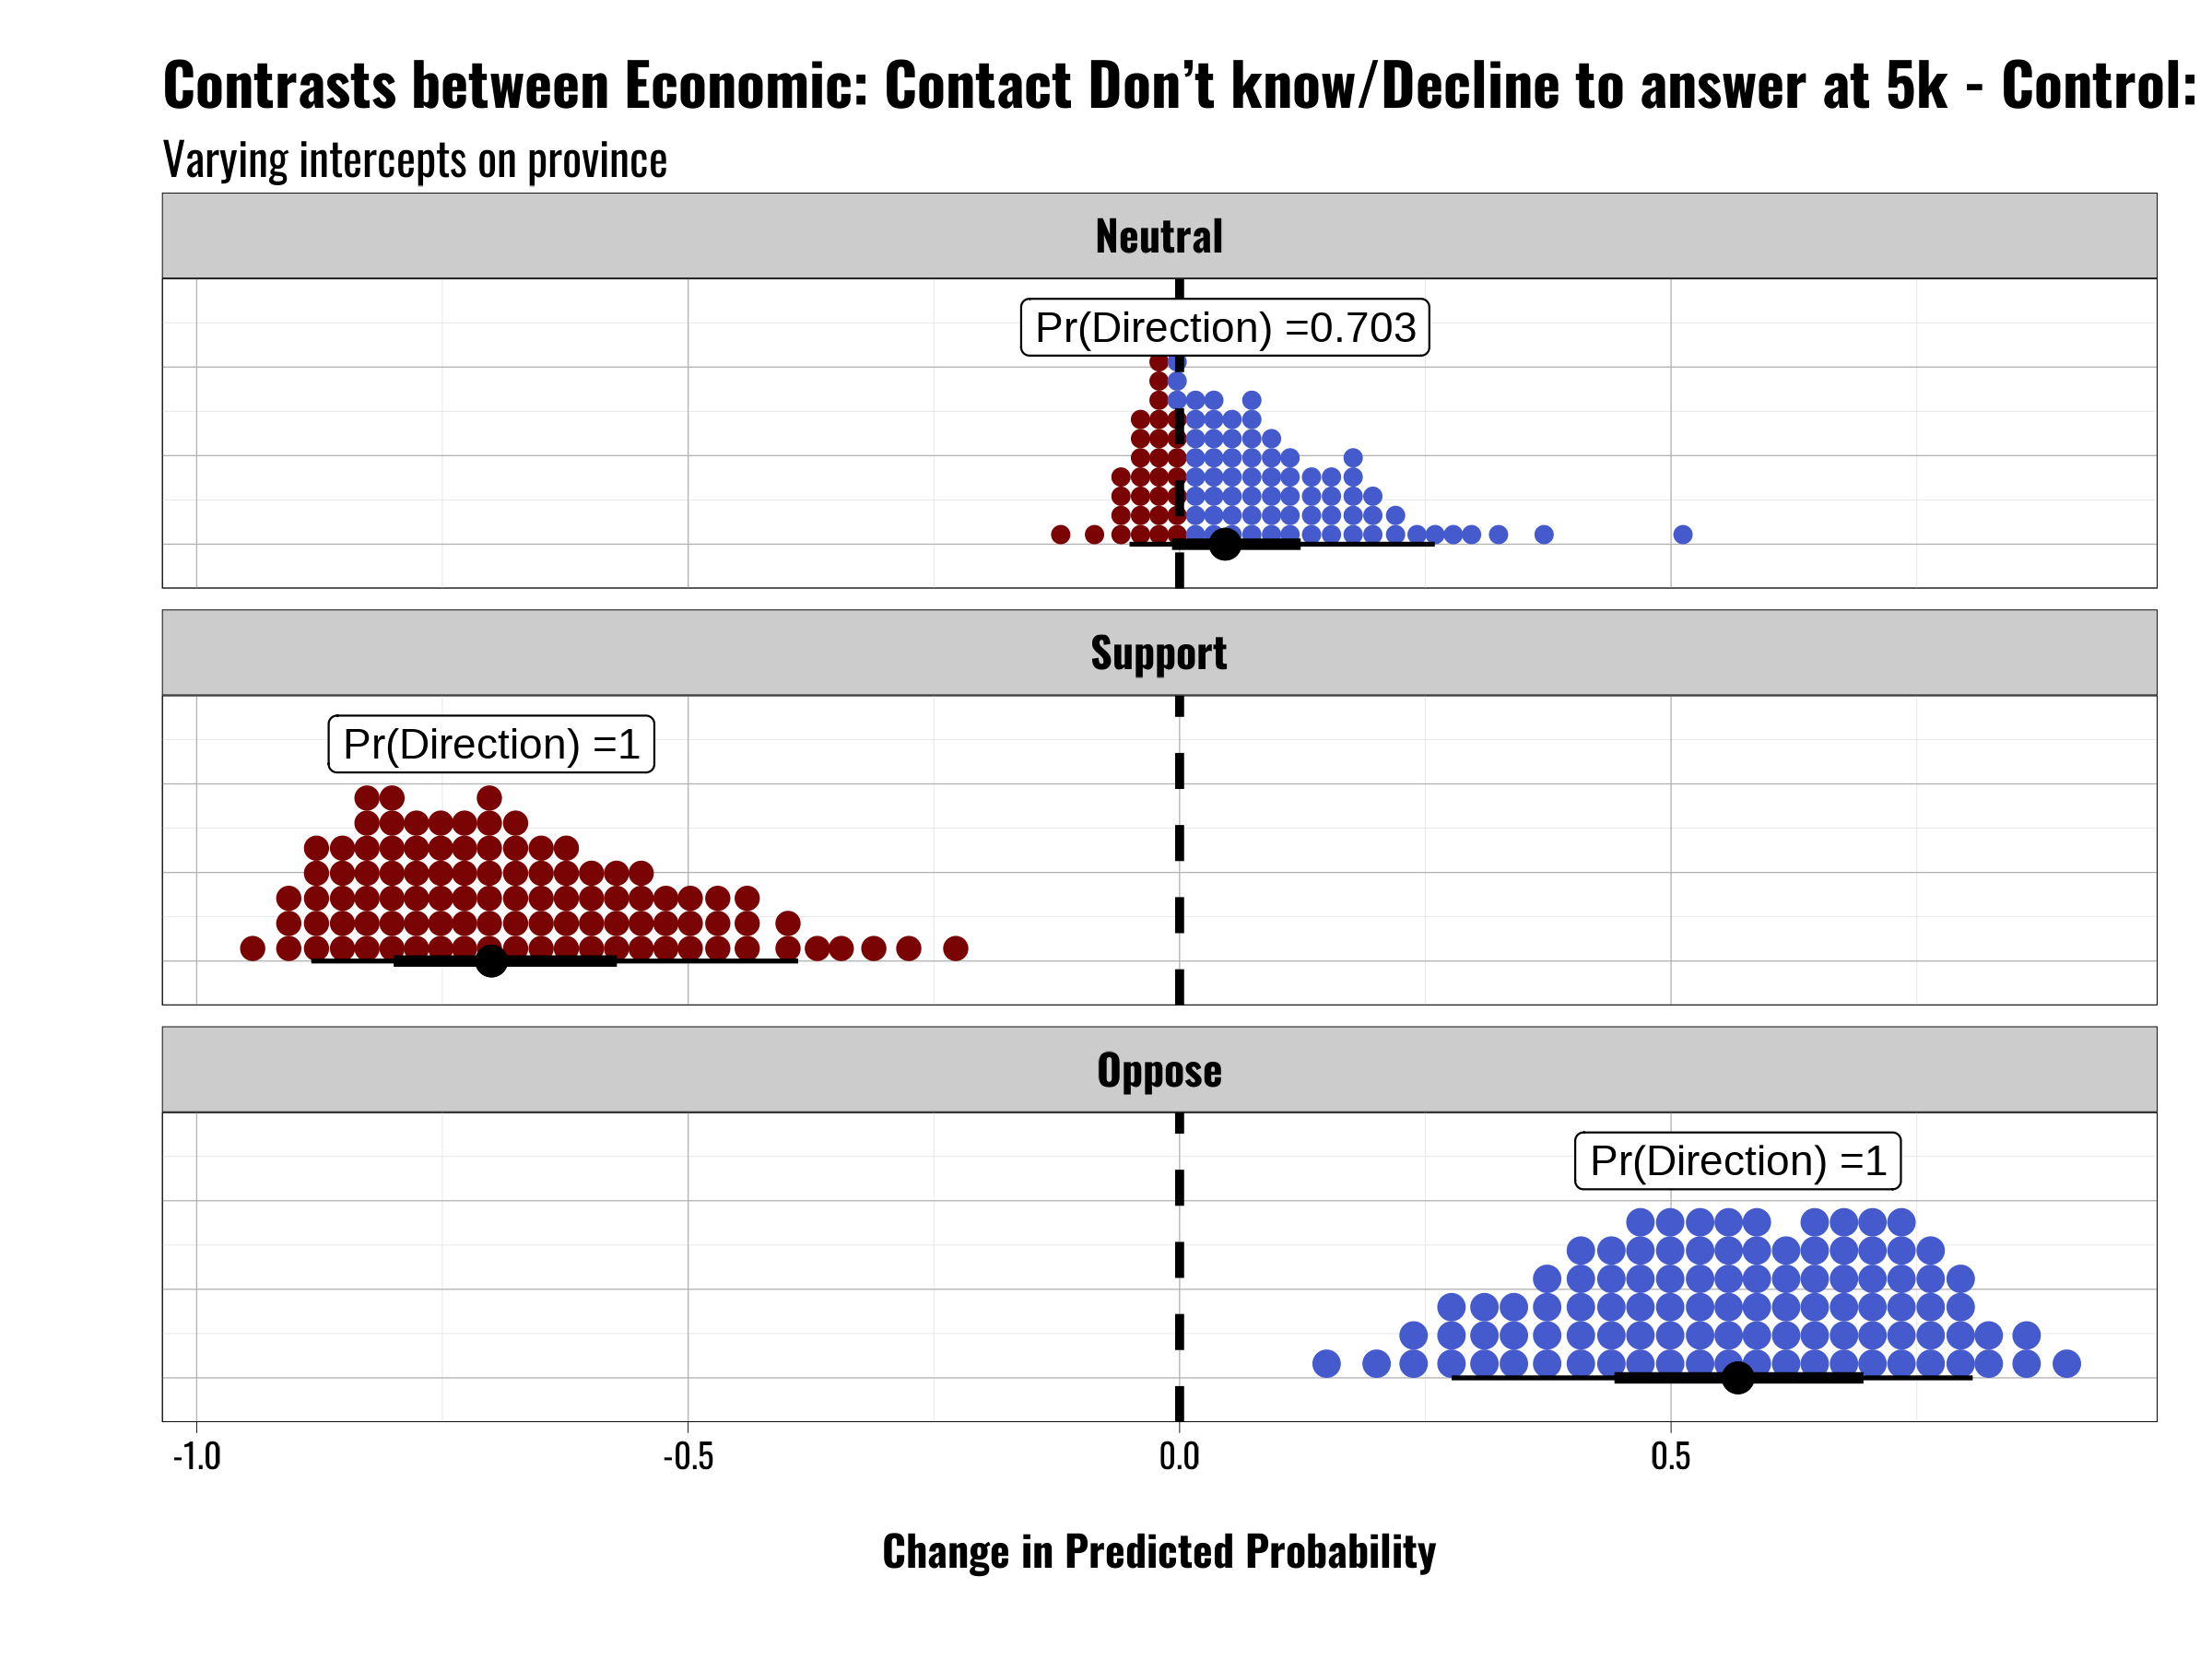 Contrasts between Economic: Contact Don’t know/Decline to answer at 5k - Control:
Varying intercepts on province
Neutral
Pr(Direction) =0.703
Support
Pr(Direction) =1
Oppose
Pr(Direction) =1
-1.0 -0.5 0.0 0.5
Change in Predicted Probability